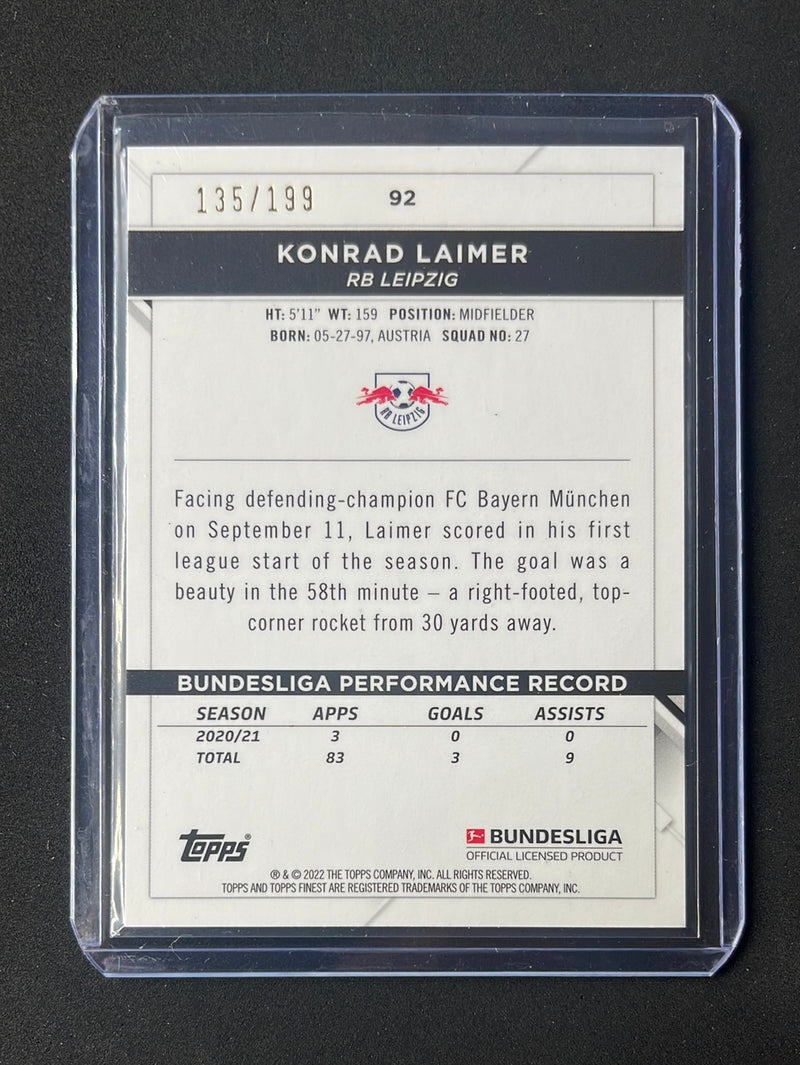 135/199 92
KONRAD LAIMER
RB LEIPZIG
HT: 5'11" WT: 159 POSITION: MIDFIELDER
BORN: 05-27-97, AUSTRIA SQUAD NO: 27
RB LEIPZIG
Facing defending-champion FC Bayern München
on September 11, Laimer scored in his first
league start of the season. The goal was a
beauty in the 58th minute – a right-footed, top-
corner rocket from 30 yards away.
BUNDESLIGA PERFORMANCE RECORD
SEASON APPS GOALS ASSISTS
2020/21 3 0 0
TOTAL 83 3 9
topps®
BUNDESLIGA
OFFICIAL LICENSED PRODUCT
® & © 2022 THE TOPPS COMPANY, INC. ALL RIGHTS RESERVED.
TOPPS AND TOPPS FINEST ARE REGISTERED TRADEMARKS OF THE TOPPS COMPANY, INC.